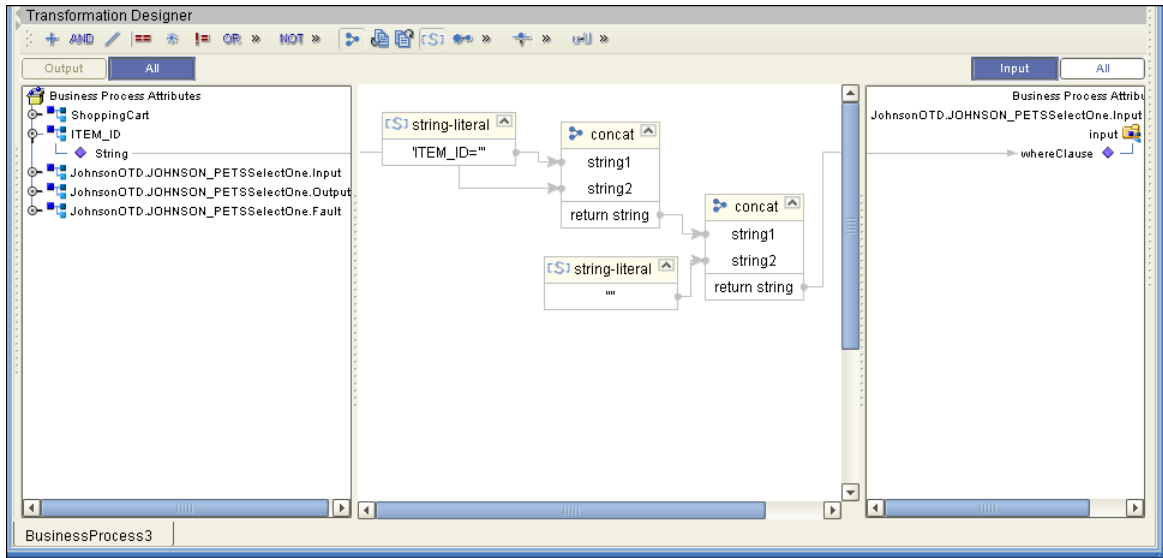 Transformation Designer
AND == != OR » NOT » [S] » » »
Output All Input All
Business Process Attributes
ShoppingCart
ITEM_ID
String
JohnsonOTD.JOHNSON_PETSSelectOne.Input
JohnsonOTD.JOHNSON_PETSSelectOne.Output
JohnsonOTD.JOHNSON_PETSSelectOne.Fault
[S] string-literal
'ITEM_ID="'
concat
string1
string2
return string
[S] string-literal
'"'
concat
string1
string2
return string
Business Process Attribu
JohnsonOTD.JOHNSON_PETSSelectOne.Input
input
whereClause
BusinessProcess3